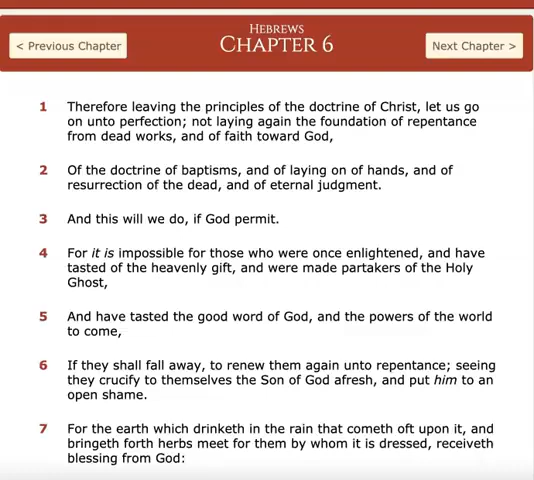 HEBREWS
CHAPTER 6
< Previous Chapter
Next Chapter >
1 Therefore leaving the principles of the doctrine of Christ, let us go
on unto perfection; not laying again the foundation of repentance
from dead works, and of faith toward God,
2 Of the doctrine of baptisms, and of laying on of hands, and of
resurrection of the dead, and of eternal judgment.
3 And this will we do, if God permit.
4 For it is impossible for those who were once enlightened, and have
tasted of the heavenly gift, and were made partakers of the Holy
Ghost,
5 And have tasted the good word of God, and the powers of the world
to come,
6 If they shall fall away, to renew them again unto repentance; seeing
they crucify to themselves the Son of God afresh, and put him to an
open shame.
7 For the earth which drinketh in the rain that cometh oft upon it, and
bringeth forth herbs meet for them by whom it is dressed, receiveth
blessing from God: